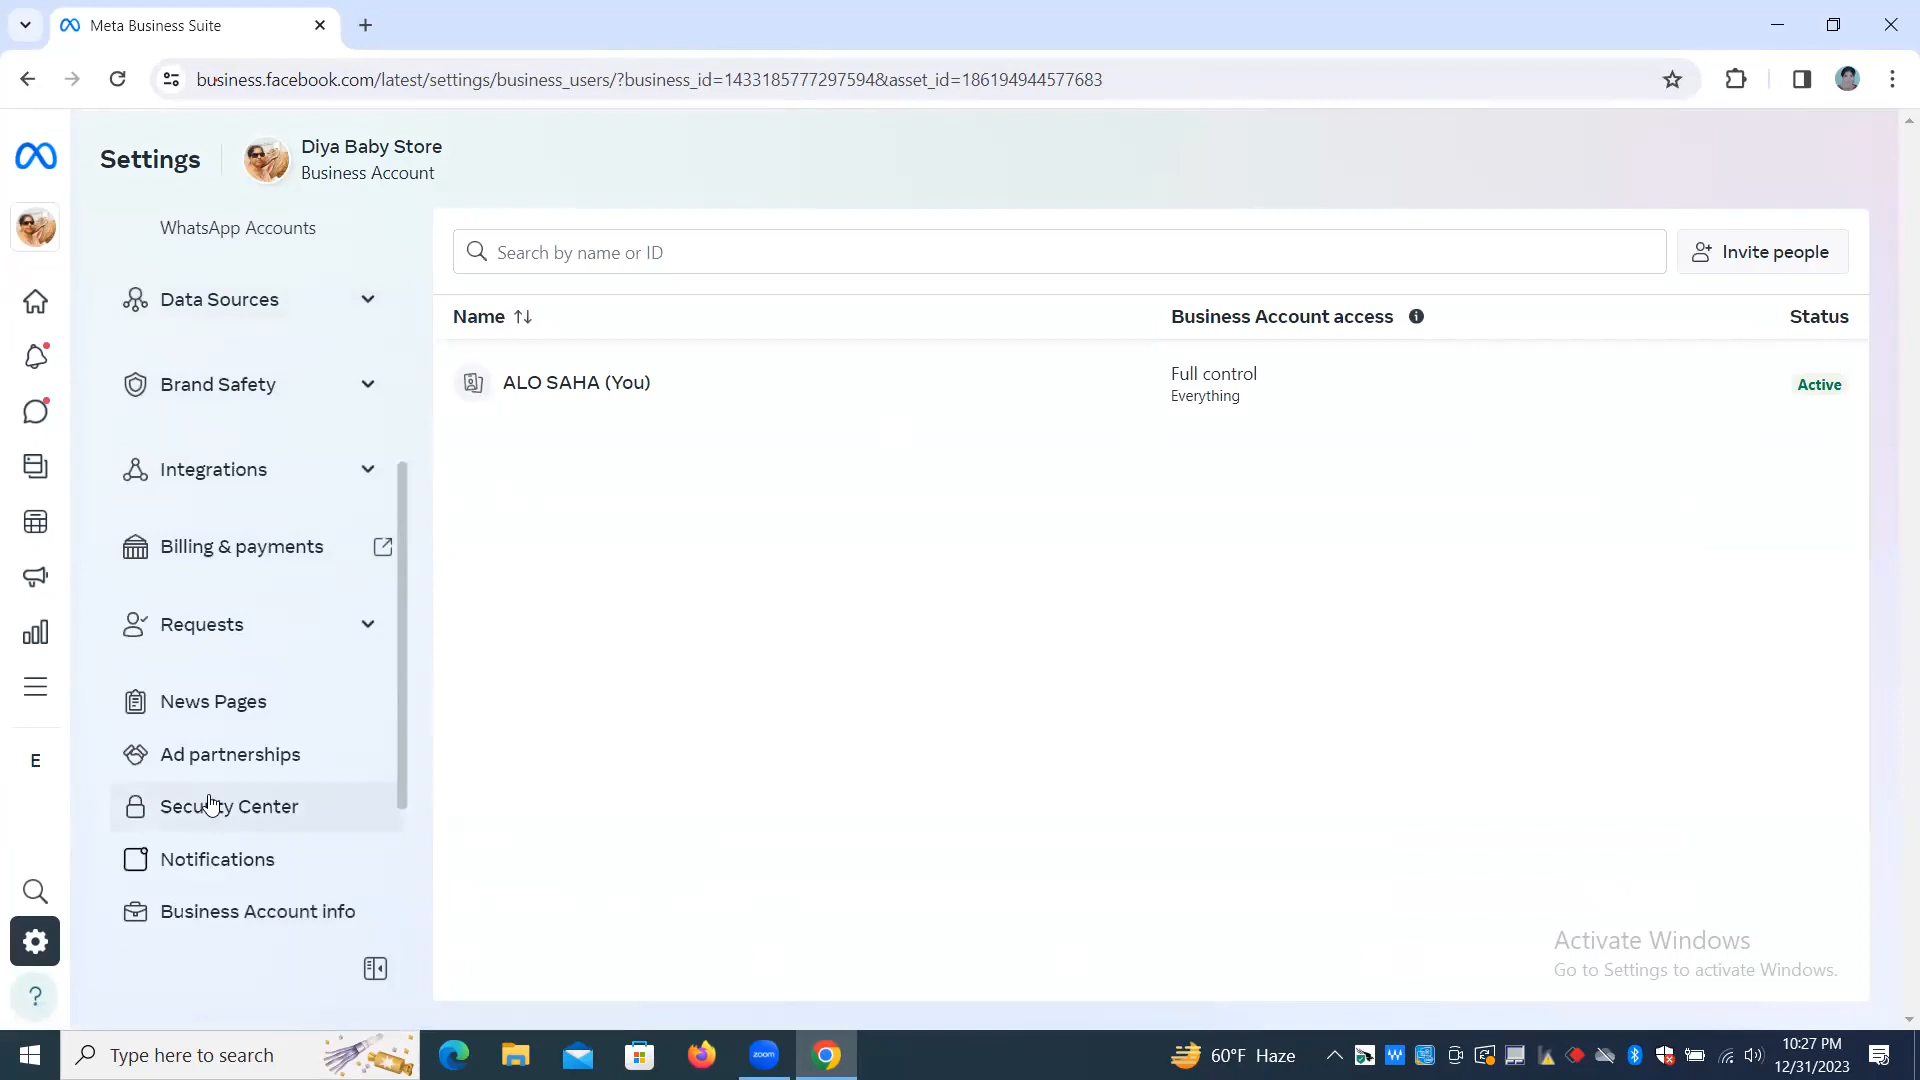 Meta Business Suite
business.facebook.com/latest/settings/business_users/?business_id=1433185777297594&asset_id=186194944577683
Settings
Diya Baby Store
Business Account
WhatsApp Accounts
Data Sources
Brand Safety
Integrations
Billing & payments
Requests
News Pages
Ad partnerships
Security Center
Notifications
Business Account info
E
?
Search by name or ID
Invite people
Name
Business Account access
Status
ALO SAHA (You)
Full control
Everything
Active
Activate Windows
Go to Settings to activate Windows.
Type here to search
zoom
60°F Haze
10:27 PM
12/31/2023